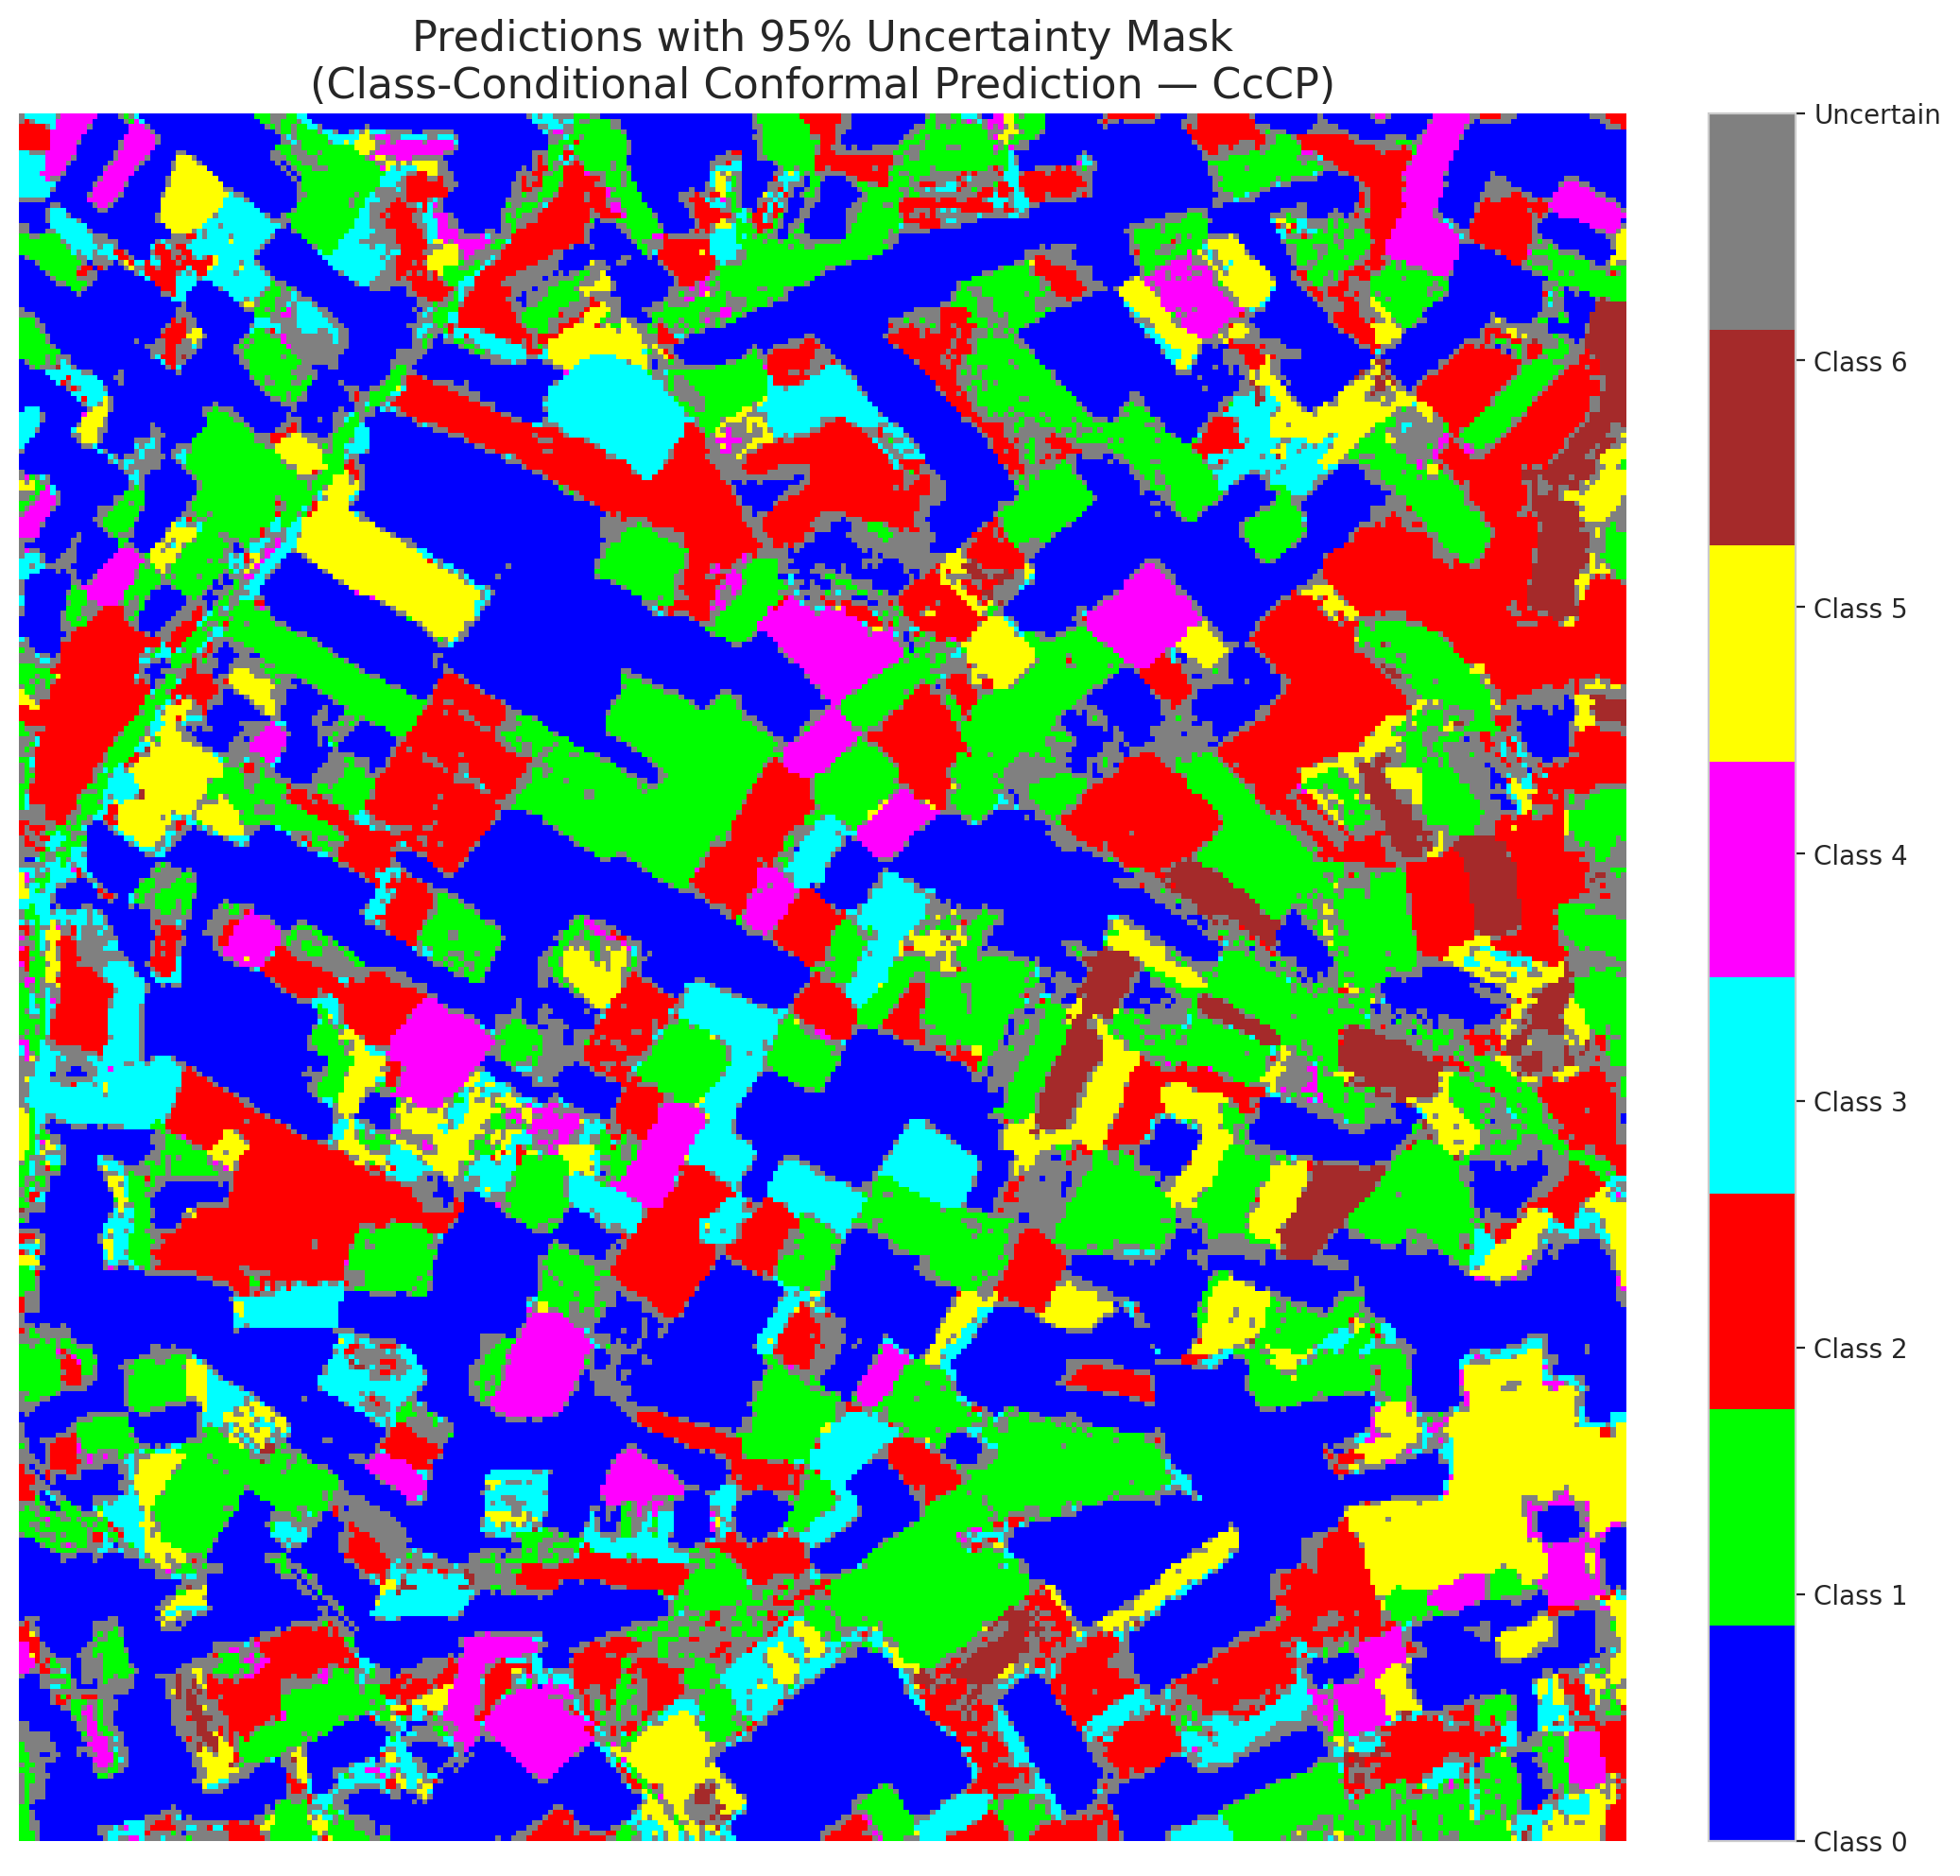 Predictions with 95% Uncertainty Mask
(Class-Conditional Conformal Prediction — CcCP)
Uncertain
Class 6
Class 5
Class 4
Class 3
Class 2
Class 1
Class 0